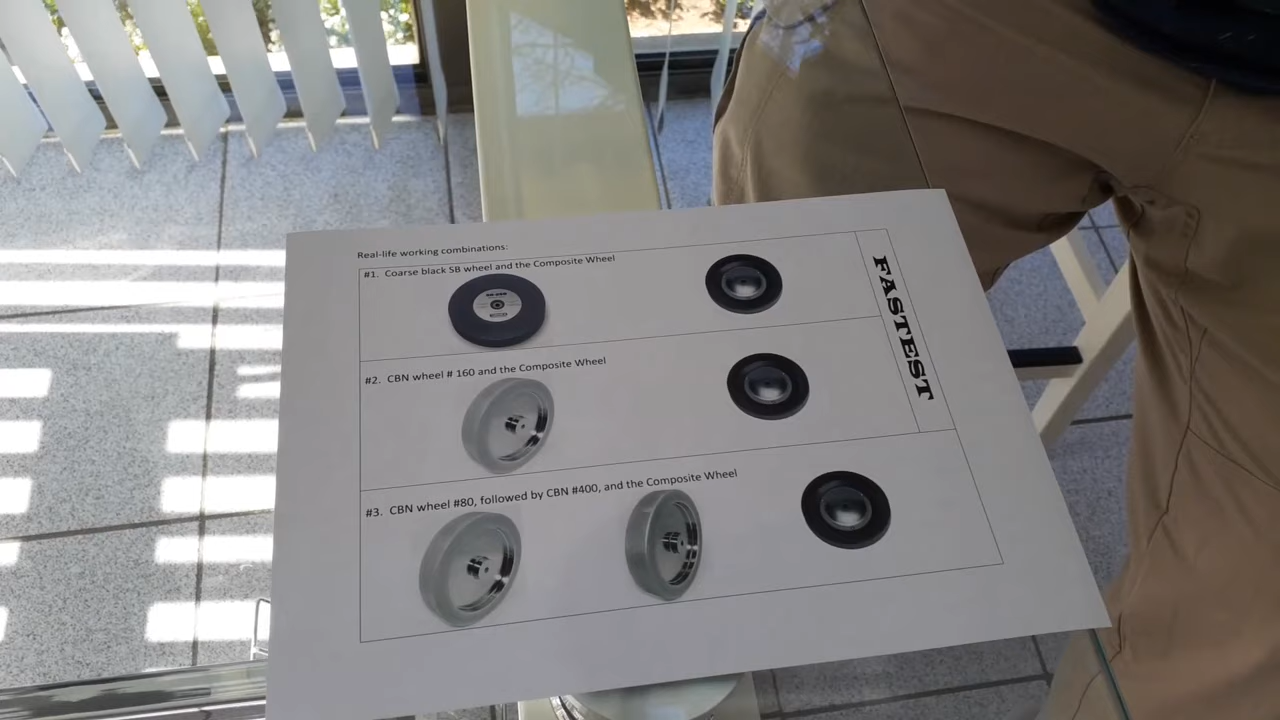 Real-life working combinations:
#1. Coarse black SB wheel and the Composite Wheel
#2. CBN wheel # 160 and the Composite Wheel
#3. CBN wheel #80, followed by CBN #400, and the Composite Wheel
FASTEST